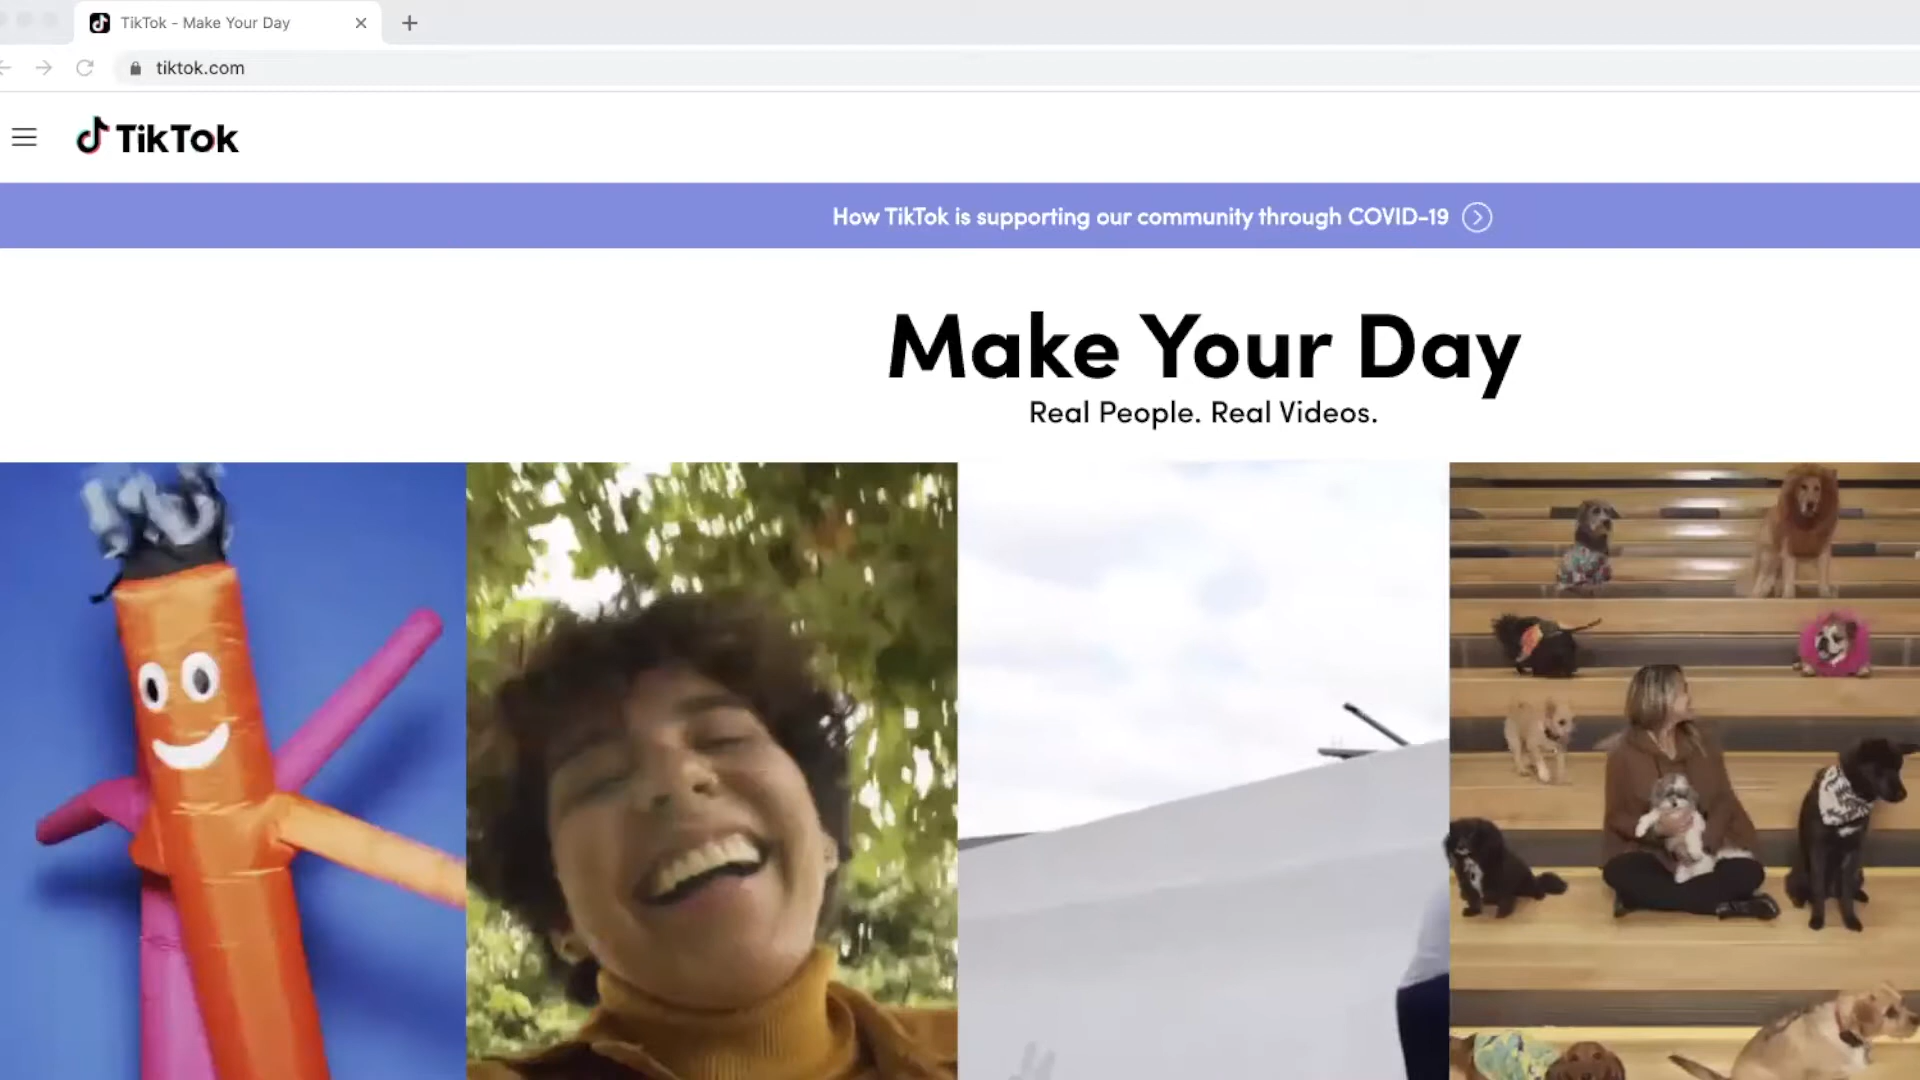 TikTok - Make Your Day
tiktok.com
TikTok
How TikTok is supporting our community through COVID-19
Make Your Day
Real People. Real Videos.